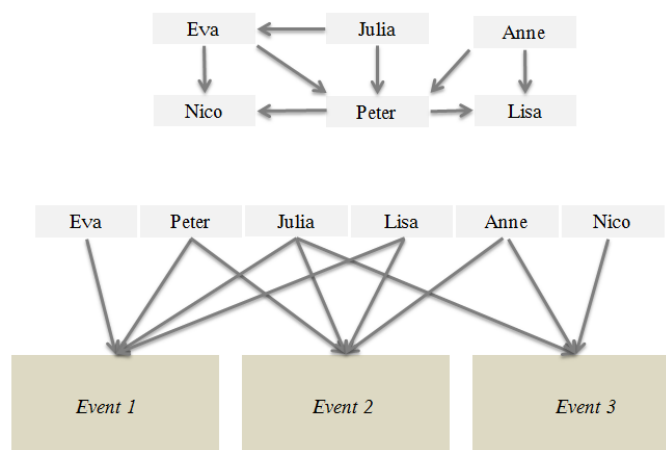 Eva Julia Anne
Nico Peter Lisa
Eva Peter Julia Lisa Anne Nico
Event 1 Event 2 Event 3